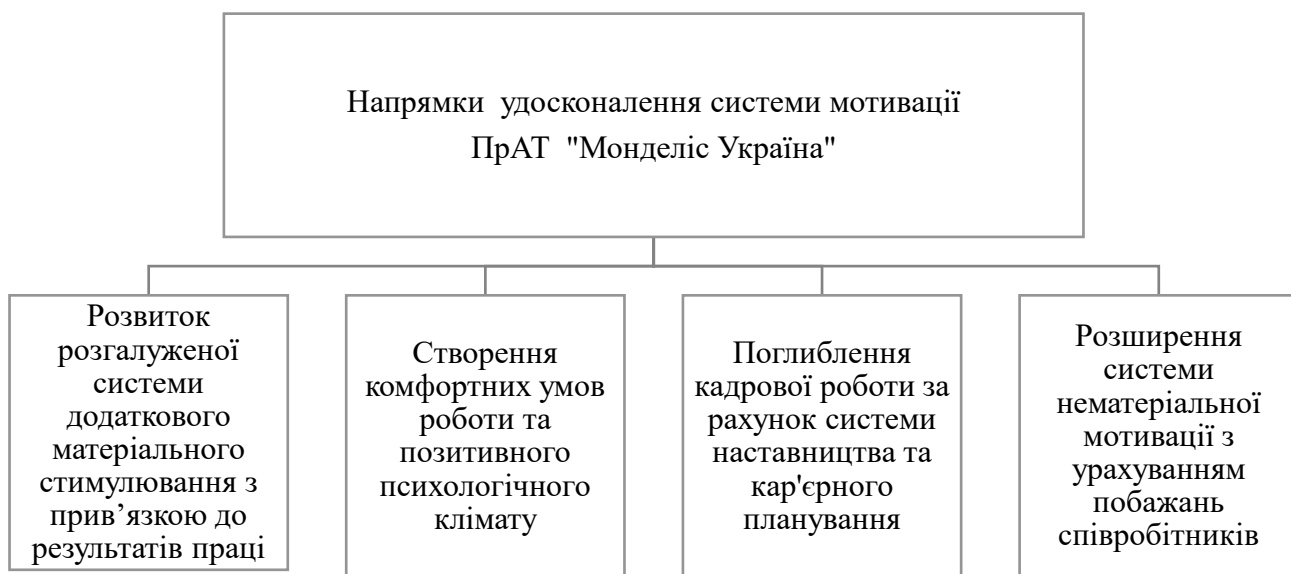 Напрямки удосконалення системи мотивації
ПрАТ "Монделіс Україна"
Розвиток
розгалуженої
системи
додаткового
матеріального
стимулювання з
прив’язкою до
результатів праці
Створення
комфортних умов
роботи та
позитивного
психологічного
клімату
Поглиблення
кадрової роботи за
рахунок системи
наставництва та
кар'єрного
планування
Розширення
системи
нематеріальної
мотивації з
урахуванням
побажань
співробітників